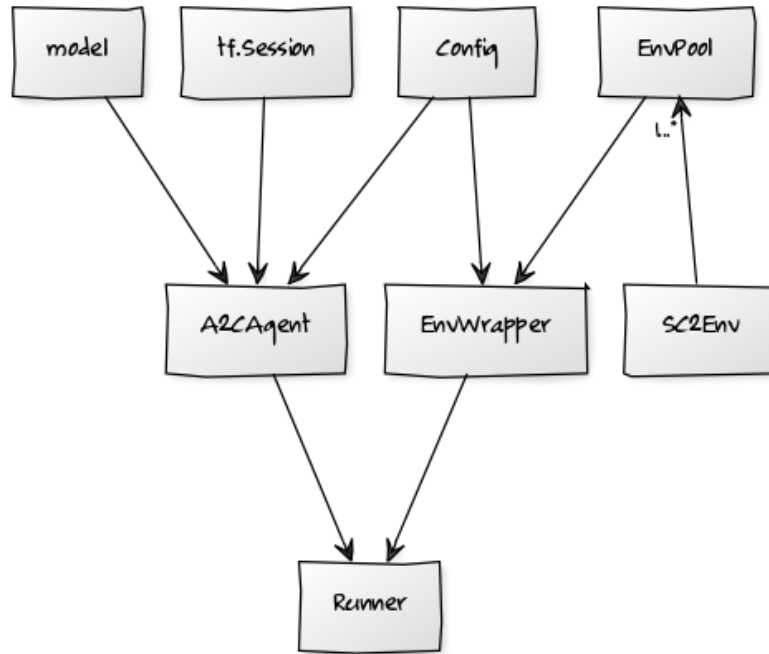 model
tf.Session
Config
EnvPool
1..*
A2CAgent
EnvWrapper
SC2Env
Runner